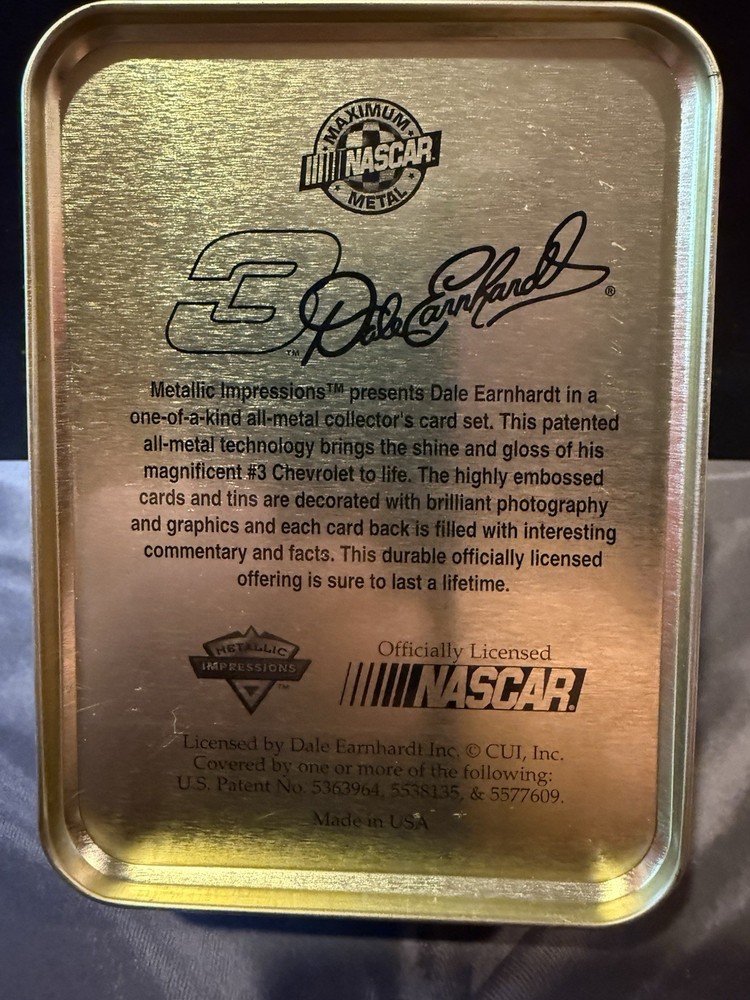 MAXIMUM
NASCAR.
METAL
3 Dale Earnhardt ®
™
Metallic Impressions™ presents Dale Earnhardt in a
one-of-a-kind all-metal collector's card set. This patented
all-metal technology brings the shine and gloss of his
magnificent #3 Chevrolet to life. The highly embossed
cards and tins are decorated with brilliant photography
and graphics and each card back is filled with interesting
commentary and facts. This durable officially licensed
offering is sure to last a lifetime.
METALLIC
IMPRESSIONS
™
Officially Licensed
NASCAR.
Licensed by Dale Earnhardt Inc. © CUI, Inc.
Covered by one or more of the following:
U.S. Patent No. 5363964, 5538135, & 5577609.
Made in USA